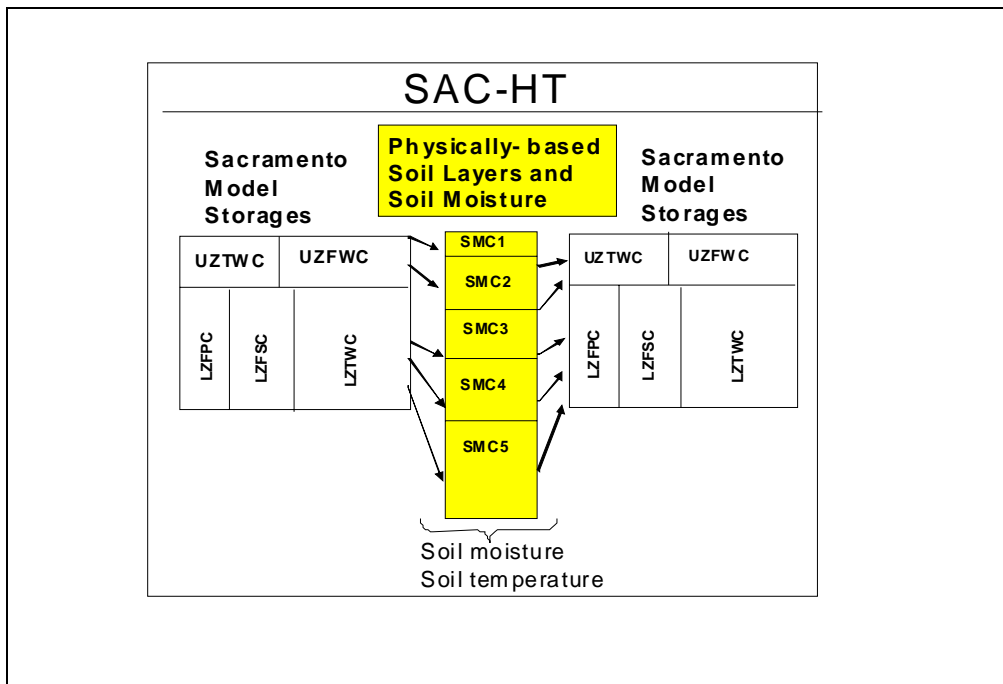 SAC-HT
Physically- based
Soil Layers and
Soil Moisture
Sacramento
Model
Storages
Sacramento
Model
Storages
UZTWC
UZFWC
LZFPC
LZFSC
LZTWC
SMC1
SMC2
SMC3
SMC4
SMC5
UZTWC
UZFWC
LZFPC
LZFSC
LZTWC
Soil moisture
Soil temperature